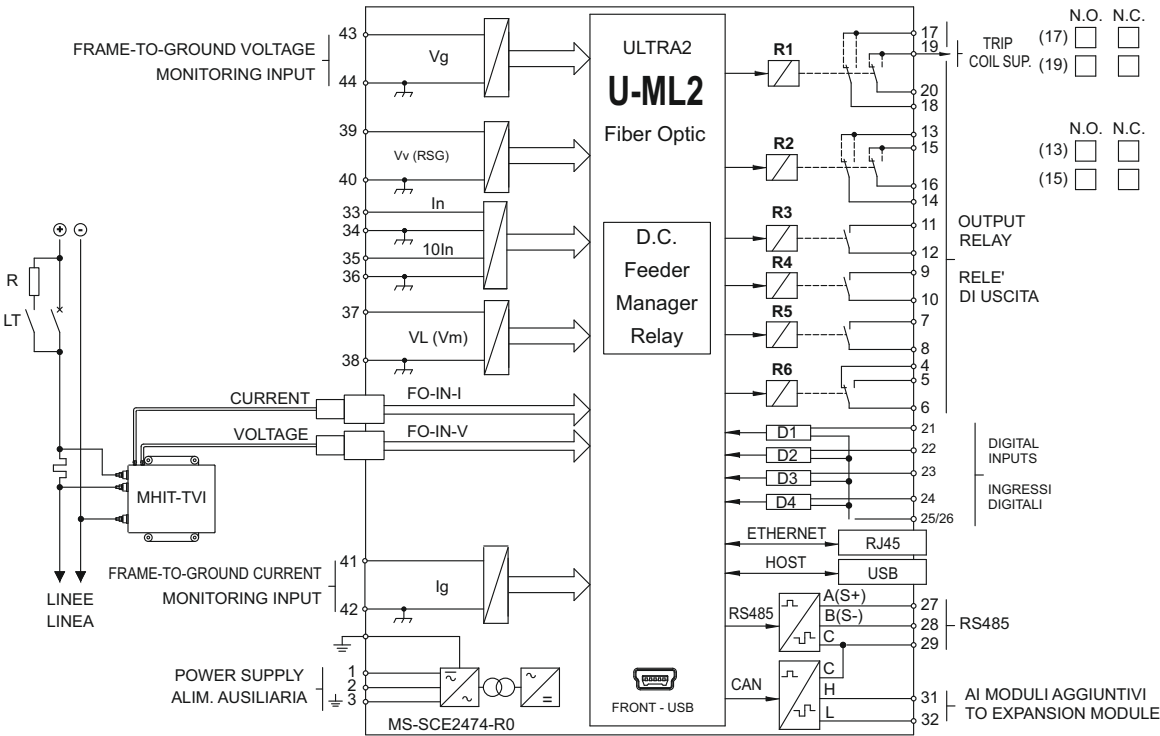 FRAME-TO-GROUND VOLTAGE
MONITORING INPUT
43
Vg
44
39
Vv (RSG)
40
33
In
34
35
10In
36
37
VL (Vm)
38
CURRENT
FO-IN-I
VOLTAGE
FO-IN-V
R
LT
+
-
MHIT-TVI
LINEE
LINEA
FRAME-TO-GROUND CURRENT
MONITORING INPUT
41
Ig
42
POWER SUPPLY
ALIM. AUSILIARIA
1
2
3
~
~
~
=
MS-SCE2474-R0
ULTRA2
U-ML2
Fiber Optic
D.C.
Feeder
Manager
Relay
FRONT - USB
R1
17
19
20
18
TRIP
COIL SUP.
N.O. N.C.
(17)
(19)
R2
13
15
16
14
N.O. N.C.
(13)
(15)
R3
11
12
R4
9
10
R5
7
8
R6
4
5
6
OUTPUT
RELAY
RELE'
DI USCITA
D1
21
D2
22
D3
23
D4
24
25/26
DIGITAL
INPUTS
INGRESSI
DIGITALI
ETHERNET
RJ45
HOST
USB
RS485
A(S+)
27
B(S-)
28
C
29
RS485
CAN
C
H
31
L
32
AI MODULI AGGIUNTIVI
TO EXPANSION MODULE